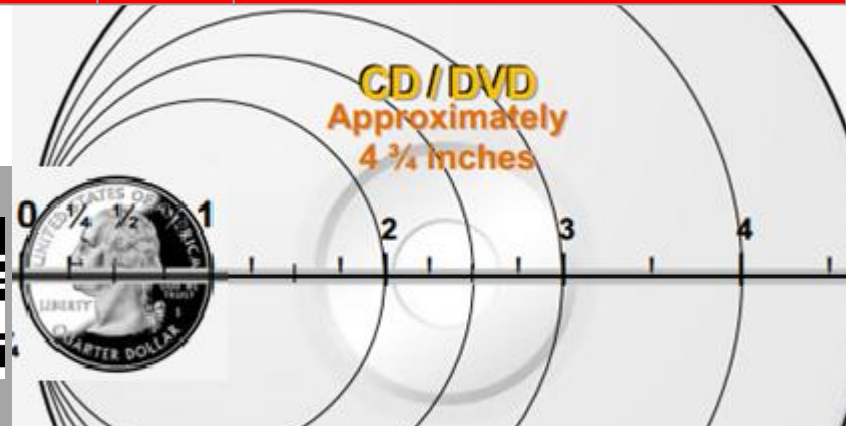 CD / DVD
Approximately
4 ¾ inches
0 ¼ ½ 1 2 3 4
UNITED STATES OF AMERICA
LIBERTY
QUARTER DOLLAR